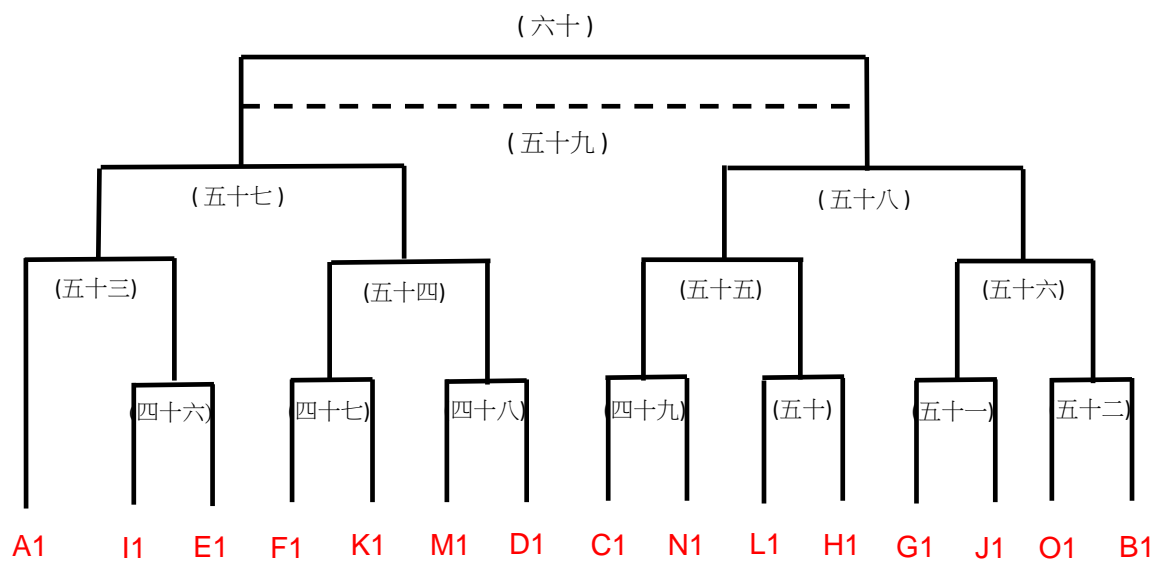 (六十)
(五十九)
(五十七) (五十八)
(五十三) (五十四) (五十五) (五十六)
(四十六) (四十七) (四十八) (四十九) (五十) (五十一) 五十二)
A1 I1 E1 F1 K1 M1 D1 C1 N1 L1 H1 G1 J1 O1 B1